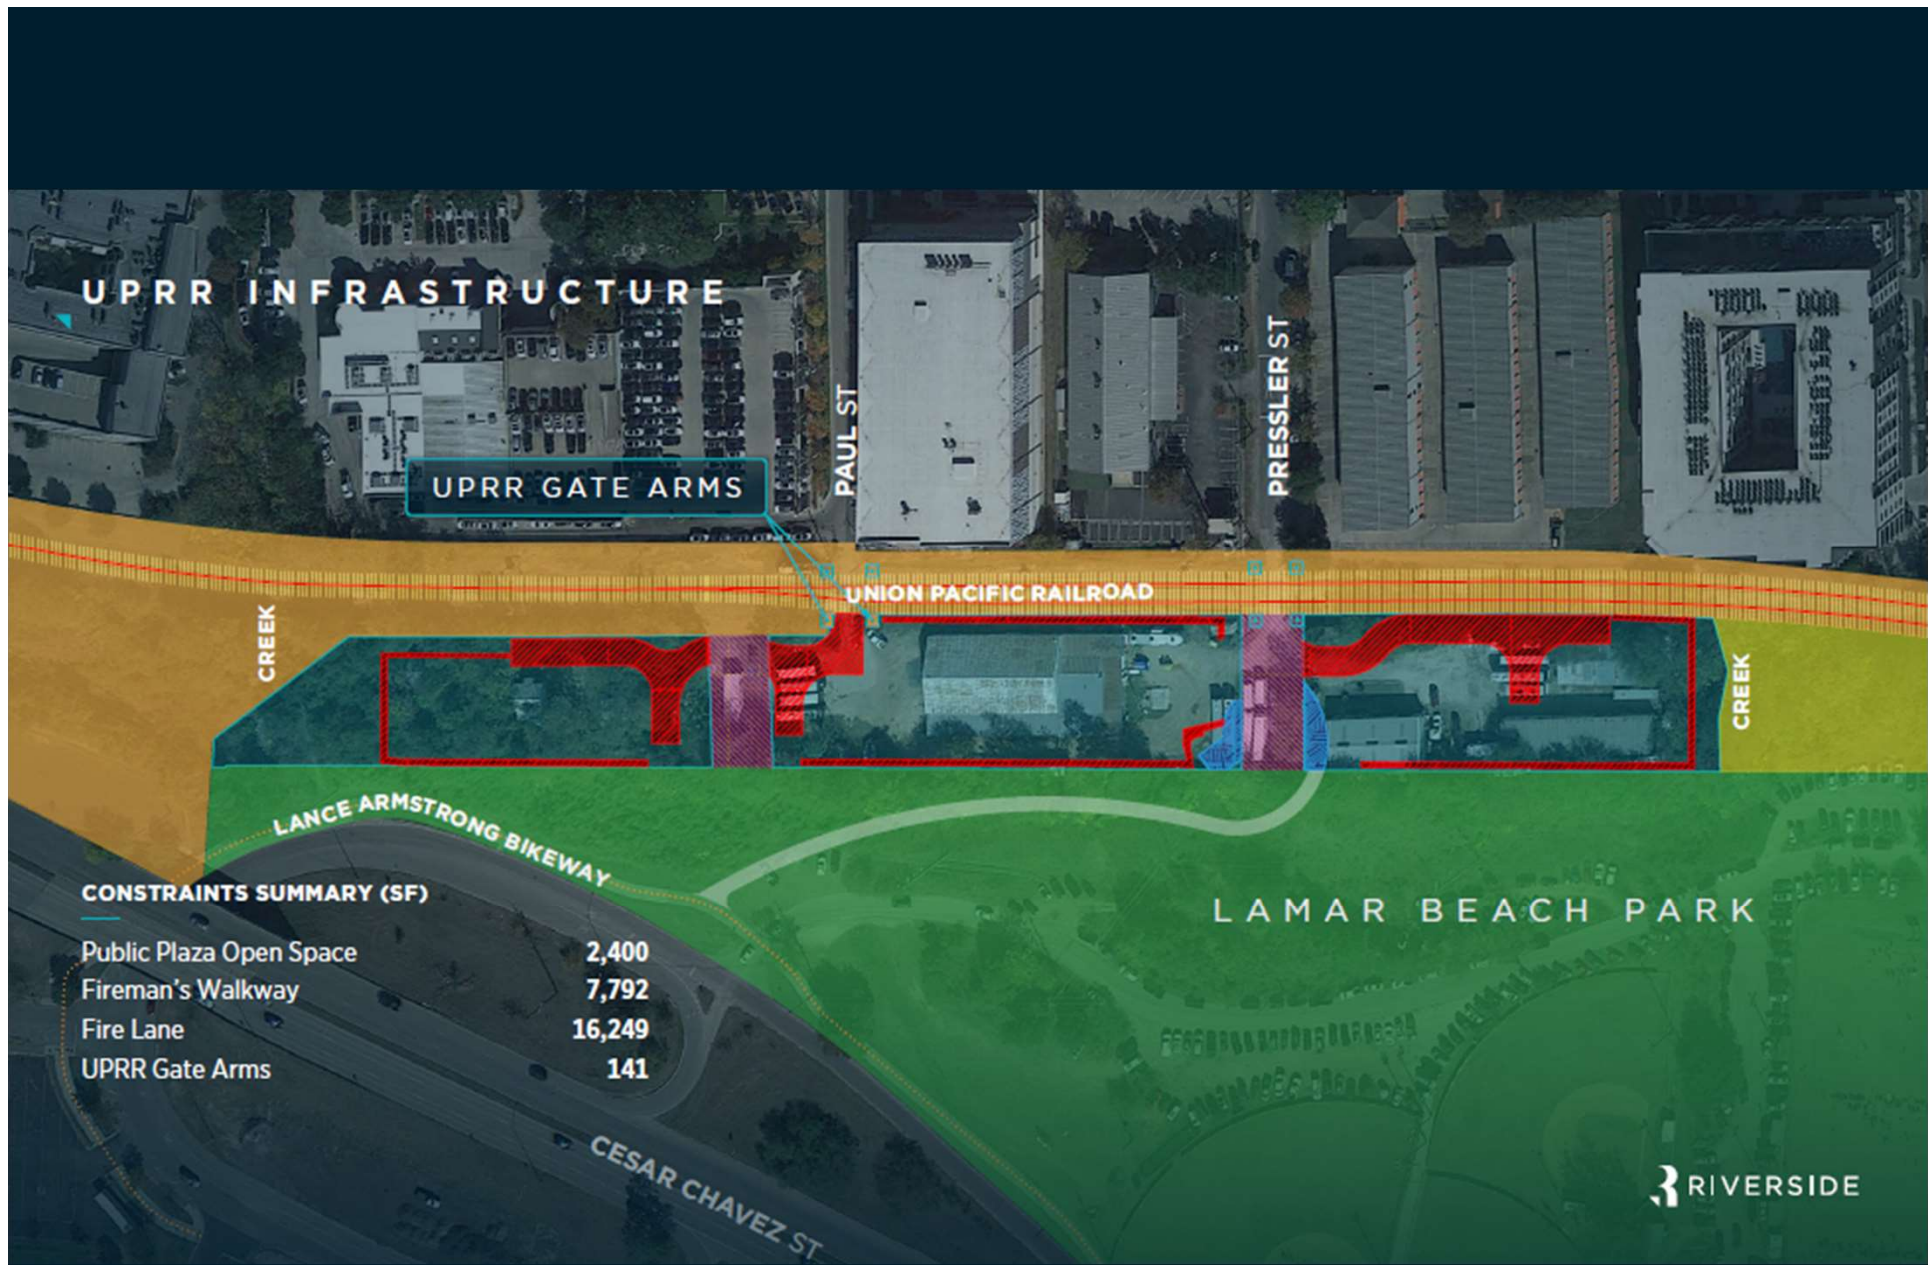 UPRR INFRASTRUCTURE
PAUL ST
PRESSLER ST
UPRR GATE ARMS
UNION PACIFIC RAILROAD
CREEK
CREEK
LANCE ARMSTRONG BIKEWAY
CONSTRAINTS SUMMARY (SF)
Public Plaza Open Space 2,400
Fireman's Walkway 7,792
Fire Lane 16,249
UPRR Gate Arms 141
LAMAR BEACH PARK
CESAR CHAVEZ ST
RIVERSIDE